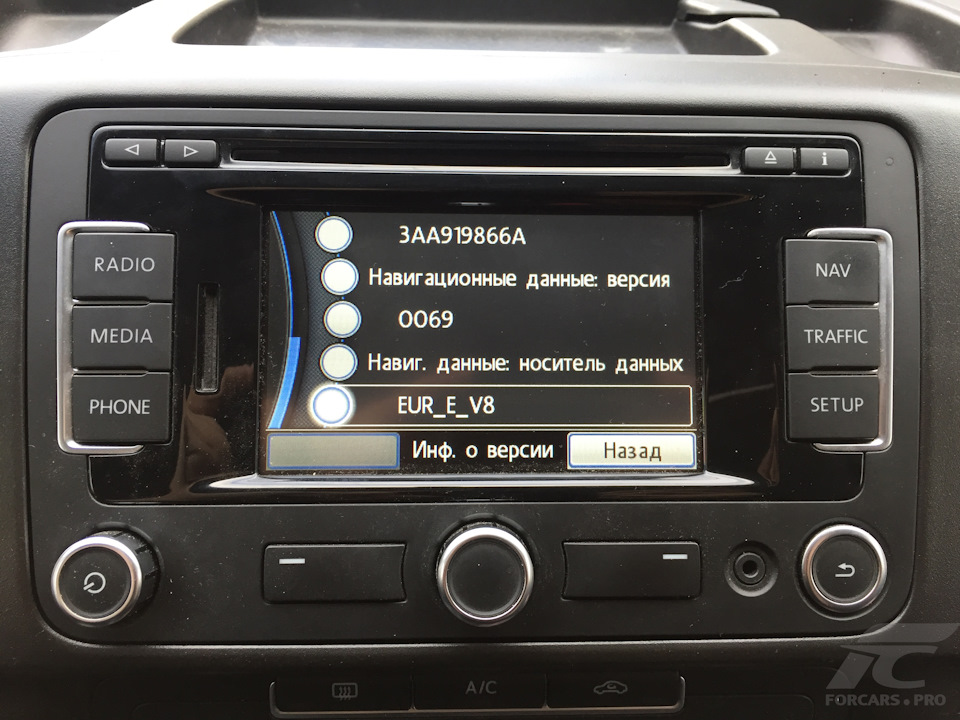 i
RADIO
MEDIA
PHONE
3AA919866A
Навигационные данные: версия
0069
Навиг. данные: носитель данных
EUR_E_V8
Инф. о версии
Назад
NAV
TRAFFIC
SETUP
A/C
FC
FORCARS.PRO